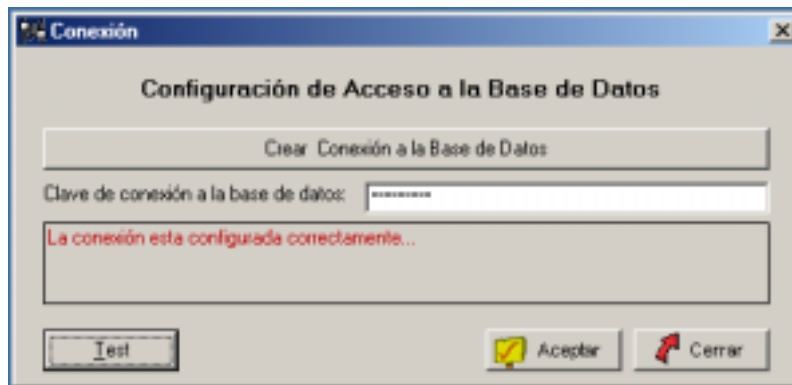 Conexión
Configuración de Acceso a la Base de Datos
Crear Conexión a la Base de Datos
Clave de conexión a la base de datos: *********
La conexión esta configurada correctamente...
Test
Aceptar
Cerrar